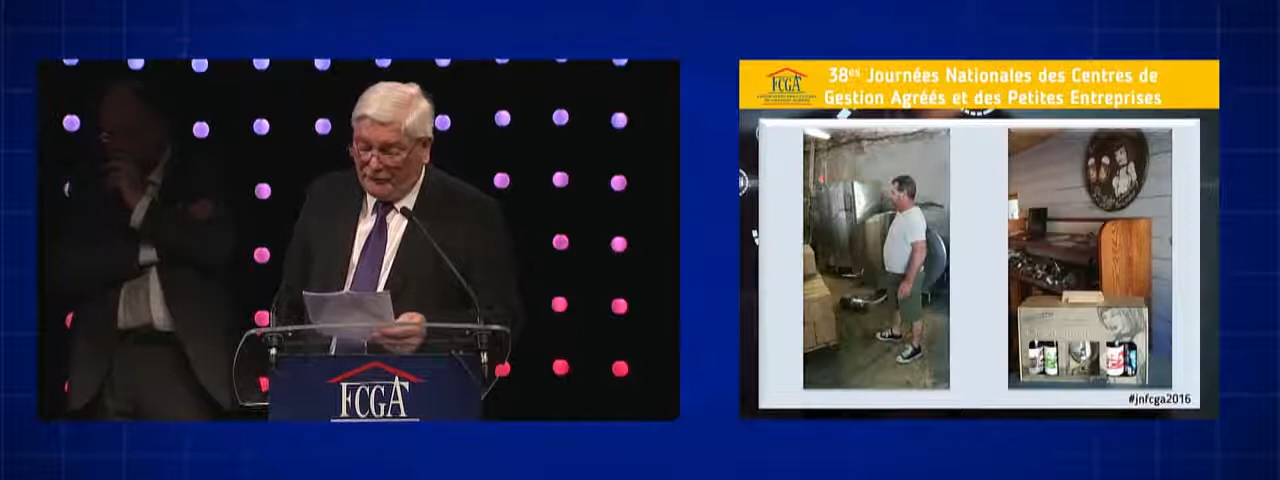 38es Journées Nationales des Centres de
Gestion Agréés et des Petites Entreprises
FCGA
FCGA
#jnfcga2016